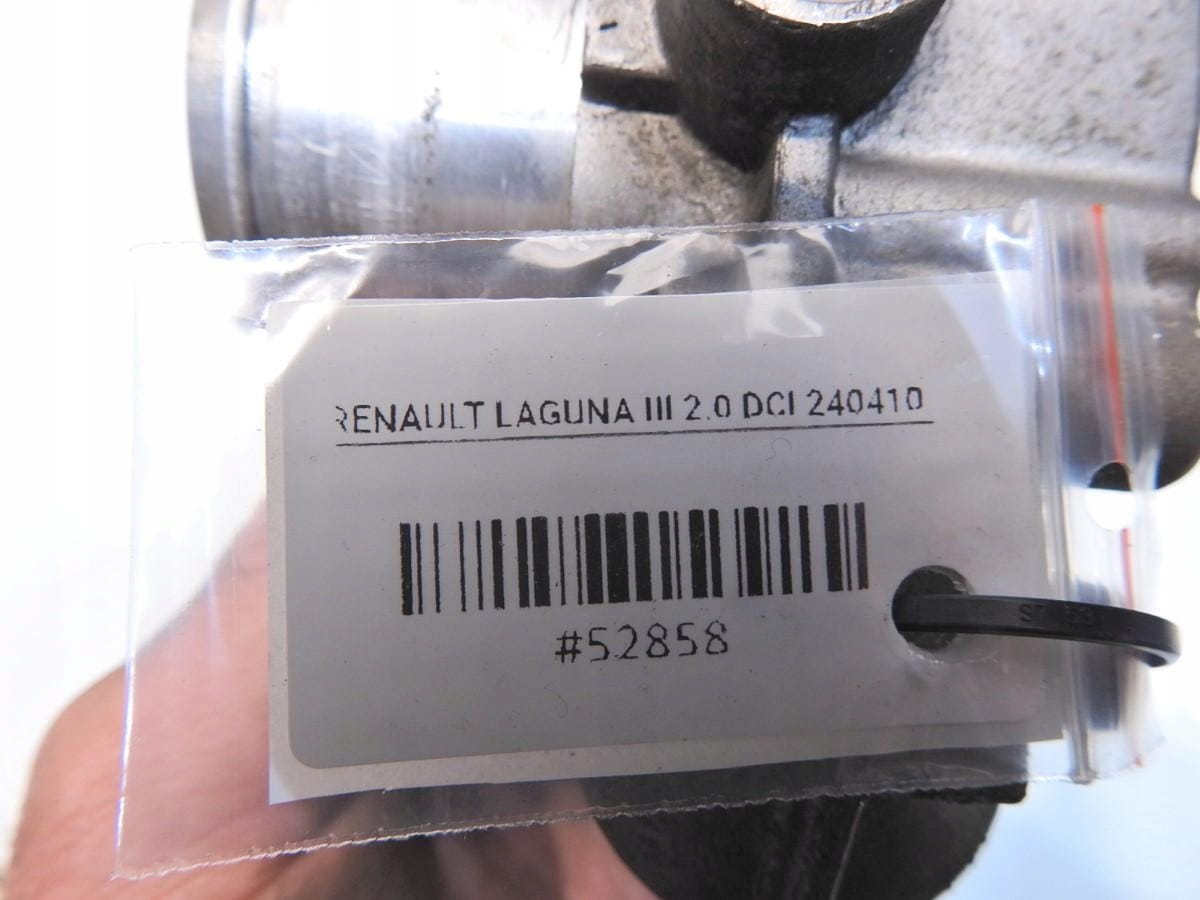 RENAULT LAGUNA III 2.0 DCI 240410
#52858